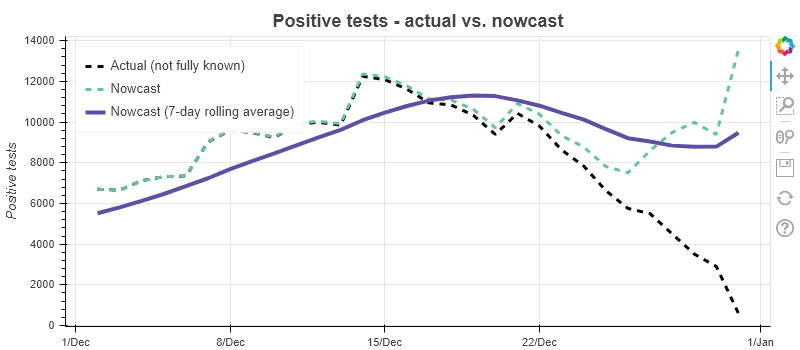 Positive tests - actual vs. nowcast
14000
12000
10000
8000
6000
4000
2000
0
Positive tests
Actual (not fully known)
Nowcast
Nowcast (7-day rolling average)
1/Dec
8/Dec
15/Dec
22/Dec
1/Jan